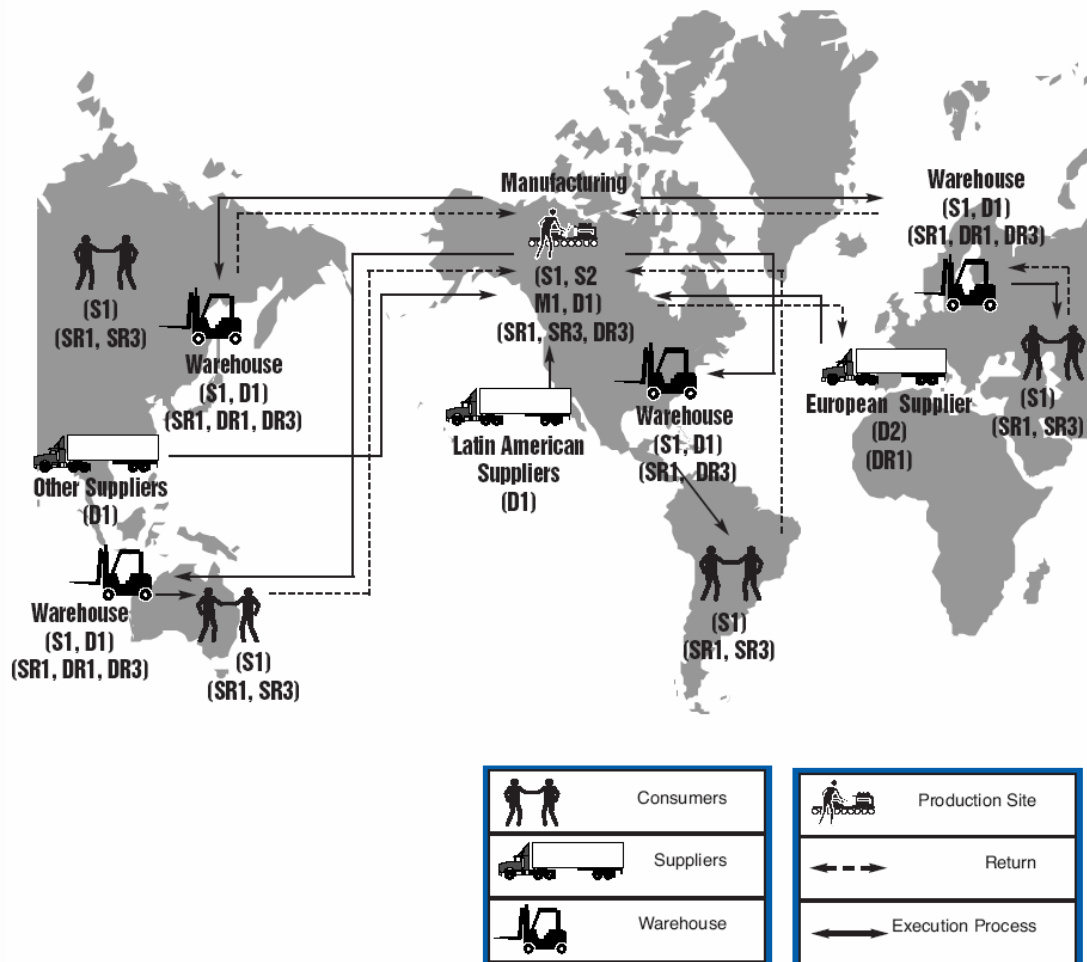 Manufacturing
(S1, S2
M1, D1)
(SR1, SR3, DR3)
Warehouse
(S1, D1)
(SR1, DR1, DR3)
(S1)
(SR1, SR3)
Warehouse
(S1, D1)
(SR1, DR1, DR3)
Other Suppliers
(D1)
Latin American
Suppliers
(D1)
Warehouse
(S1, D1)
(SR1, DR3)
European Supplier
(D2)
(DR1)
(S1)
(SR1, SR3)
Warehouse
(S1, D1)
(SR1, DR1, DR3)
(S1)
(SR1, SR3)
(S1)
(SR1, SR3)
Consumers
Suppliers
Warehouse
Production Site
Return
Execution Process